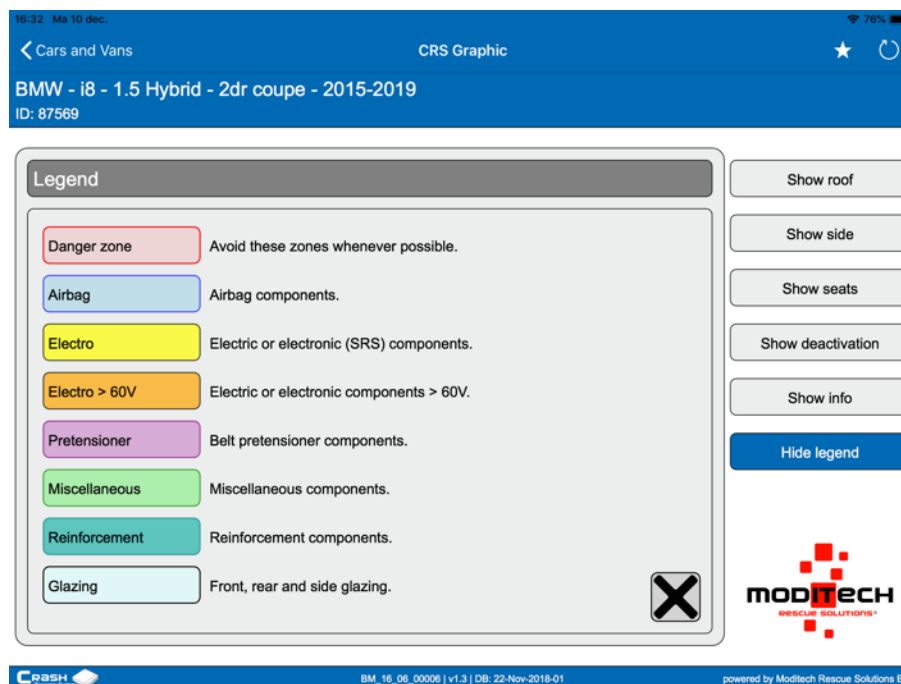 16:32 Ma 10 dec.
76%
Cars and Vans
CRS Graphic
BMW - i8 - 1.5 Hybrid - 2dr coupe - 2015-2019
ID: 87569
Legend
Danger zone Avoid these zones whenever possible.
Airbag Airbag components.
Electro Electric or electronic (SRS) components.
Electro > 60V Electric or electronic components > 60V.
Pretensioner Belt pretensioner components.
Miscellaneous Miscellaneous components.
Reinforcement Reinforcement components.
Glazing Front, rear and side glazing.
Show roof
Show side
Show seats
Show deactivation
Show info
Hide legend
MODITECH
RESCUE SOLUTIONS®
CRASH
BM_16_06_00006 | v1.3 | DB: 22-Nov-2018-01
powered by Moditech Rescue Solutions B